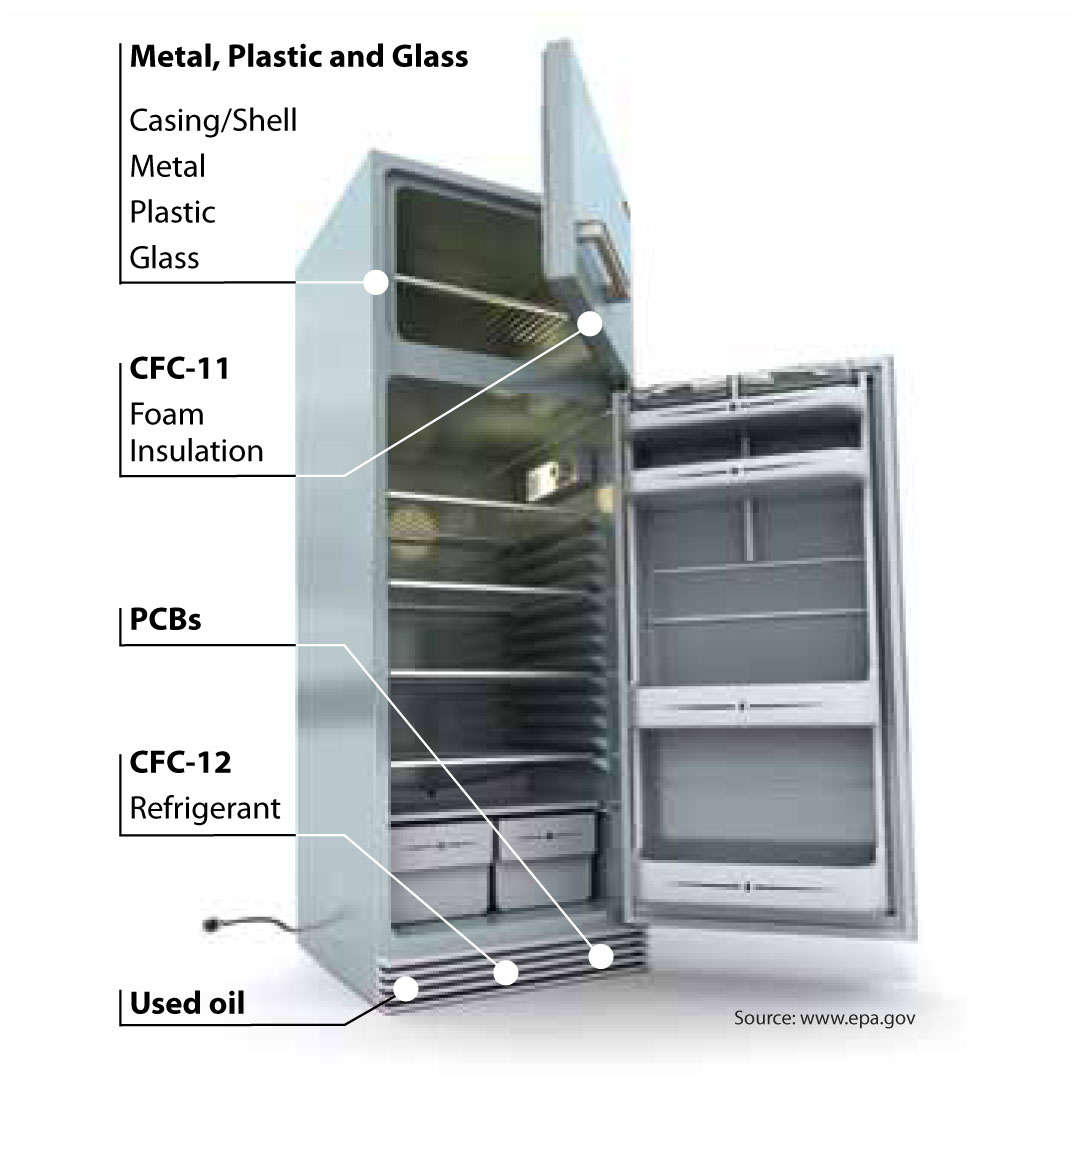 Metal, Plastic and Glass
Casing/Shell
Metal
Plastic
Glass
CFC-11
Foam
Insulation
PCBs
CFC-12
Refrigerant
Used oil
Source: www.epa.gov